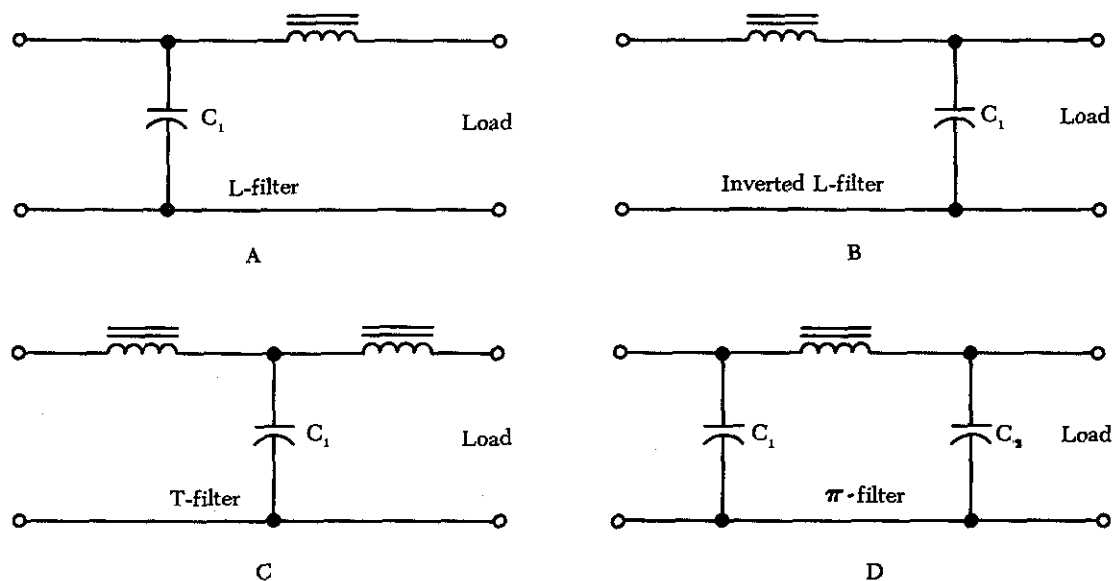 C₁
Load
L-filter
A
C₁
Load
Inverted L-filter
B
C₁
Load
T-filter
C
C₁
C₂
Load
π-filter
D